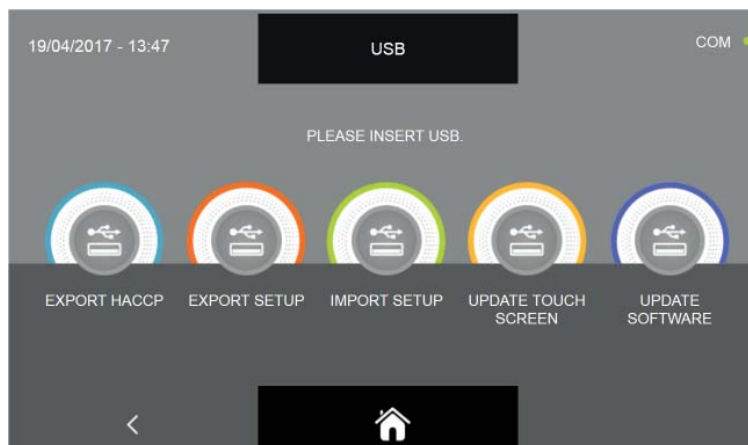 19/04/2017 - 13:47
USB
COM
PLEASE INSERT USB.
EXPORT HACCP
EXPORT SETUP
IMPORT SETUP
UPDATE TOUCH
SCREEN
UPDATE
SOFTWARE